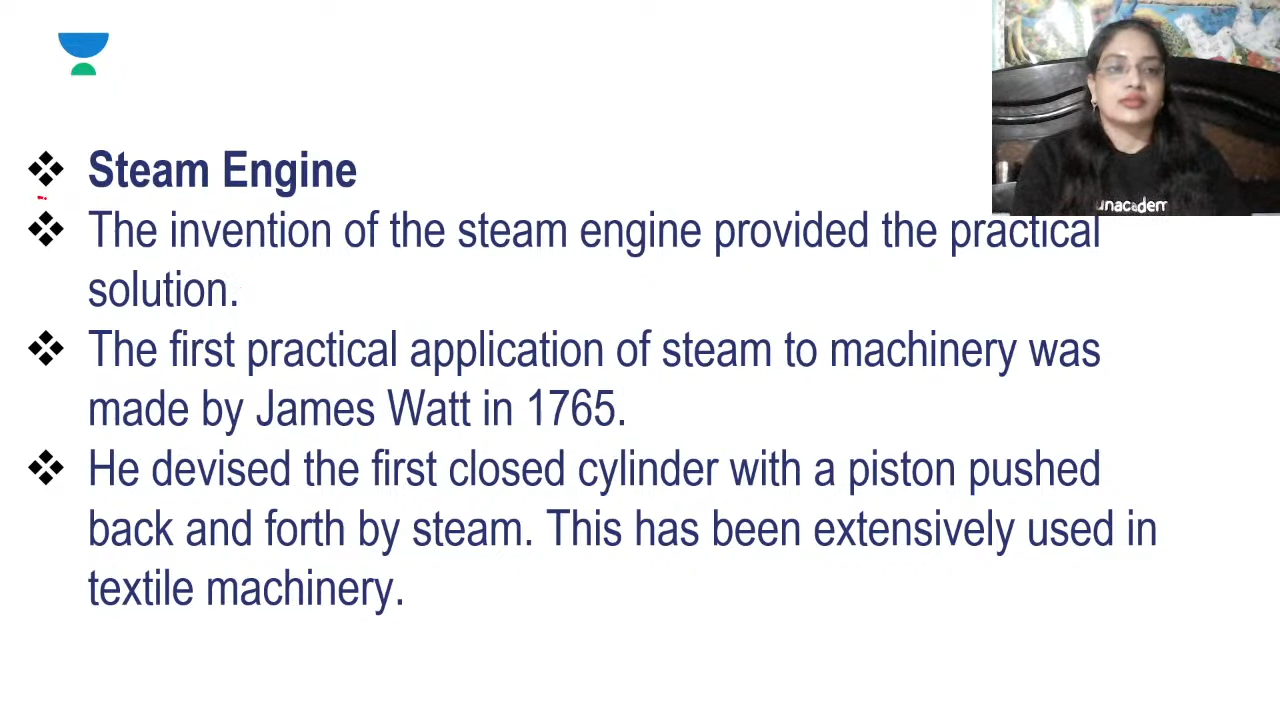 Steam Engine
The invention of the steam engine provided the practical
solution.
The first practical application of steam to machinery was
made by James Watt in 1765.
He devised the first closed cylinder with a piston pushed
back and forth by steam. This has been extensively used in
textile machinery.
unacadem